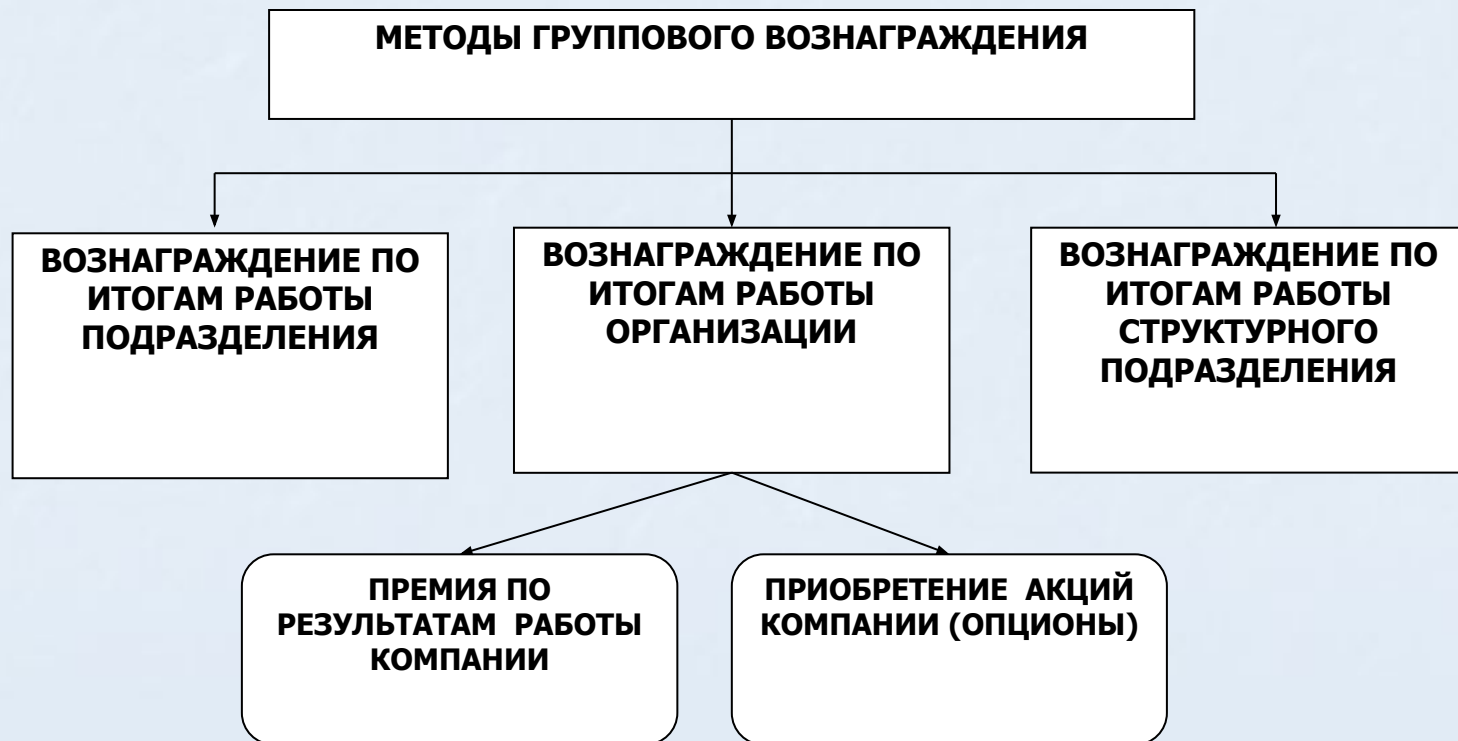 МЕТОДЫ ГРУППОВОГО ВОЗНАГРАЖДЕНИЯ
ВОЗНАГРАЖДЕНИЕ ПО
ИТОГАМ РАБОТЫ
ПОДРАЗДЕЛЕНИЯ
ВОЗНАГРАЖДЕНИЕ ПО
ИТОГАМ РАБОТЫ
ОРГАНИЗАЦИИ
ВОЗНАГРАЖДЕНИЕ ПО
ИТОГАМ РАБОТЫ
СТРУКТУРНОГО
ПОДРАЗДЕЛЕНИЯ
ПРЕМИЯ ПО
РЕЗУЛЬТАТАМ РАБОТЫ
КОМПАНИИ
ПРИОБРЕТЕНИЕ АКЦИЙ
КОМПАНИИ (ОПЦИОНЫ)